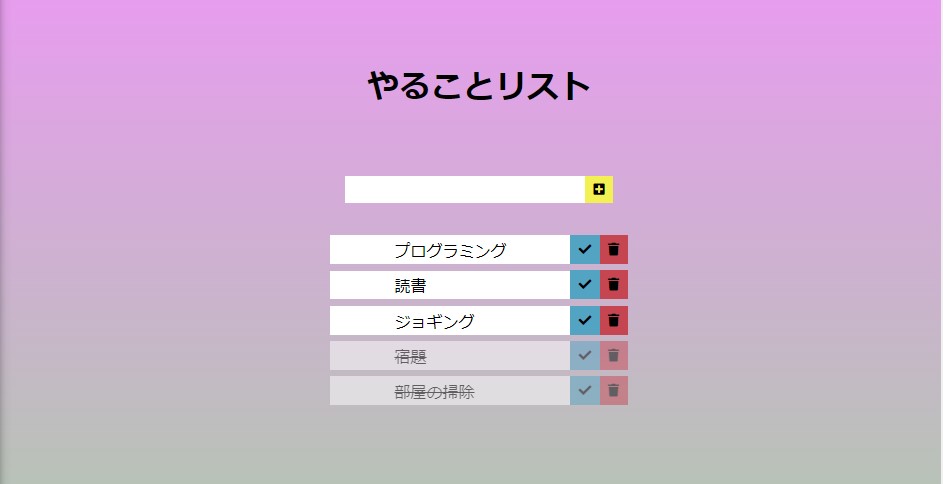 やることリスト
プログラミング
読書
ジョギング
宿題
部屋の掃除